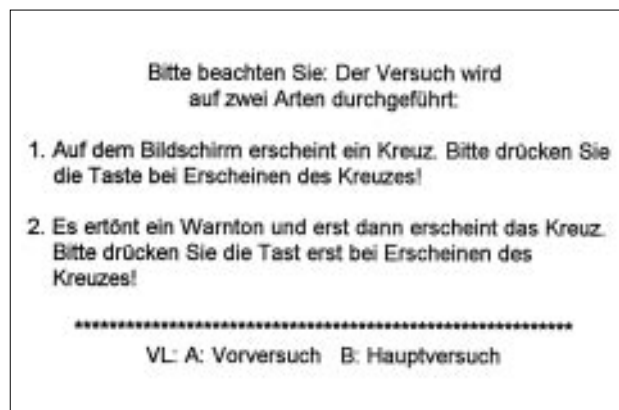 Bitte beachten Sie: Der Versuch wird
auf zwei Arten durchgeführt:
1. Auf dem Bildschirm erscheint ein Kreuz. Bitte drücken Sie
die Taste bei Erscheinen des Kreuzes!
2. Es ertönt ein Warnton und erst dann erscheint das Kreuz.
Bitte drücken Sie die Tast erst bei Erscheinen des
Kreuzes!
*********************************************************
VL: A: Vorversuch B: Hauptversuch